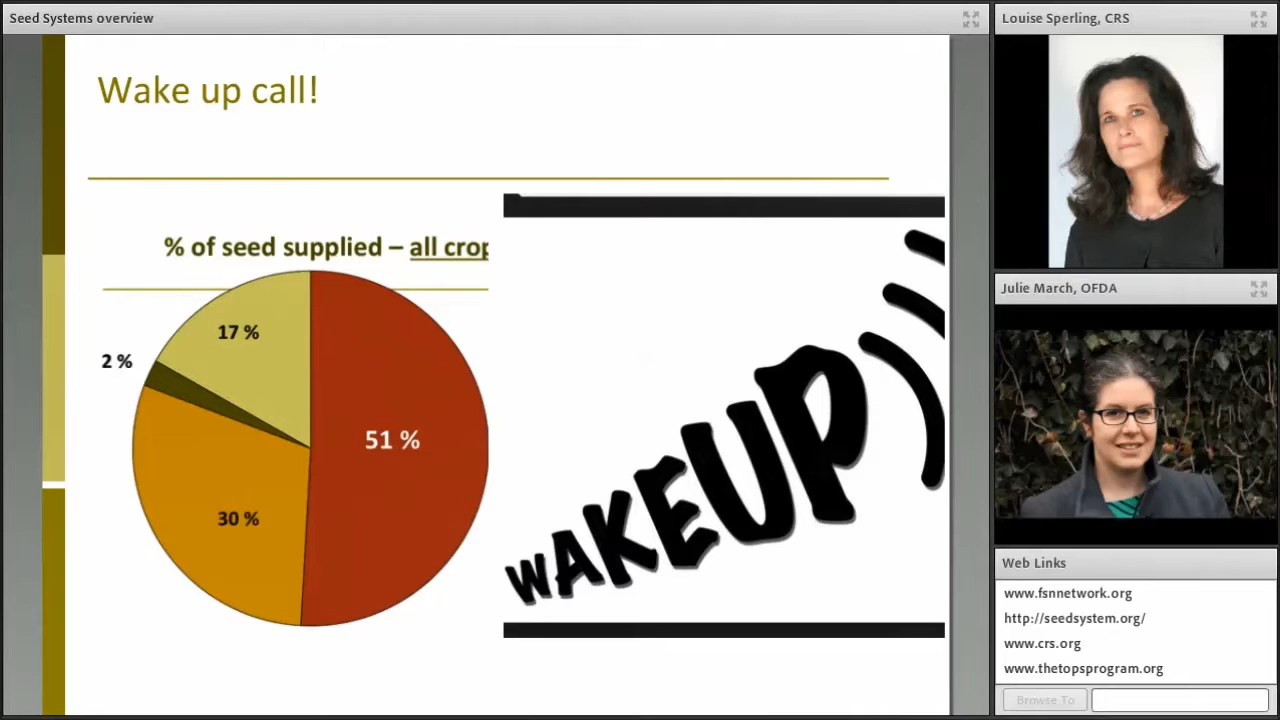 Seed Systems overview
Wake up call!
% of seed supplied – all crop
17 %
2 %
51 %
30 %
WAKEUP
Louise Sperling, CRS
Julie March, OFDA
Web Links
www.fsnnetwork.org
http://seedsystem.org/
www.crs.org
www.thetopsprogram.org
Browse To